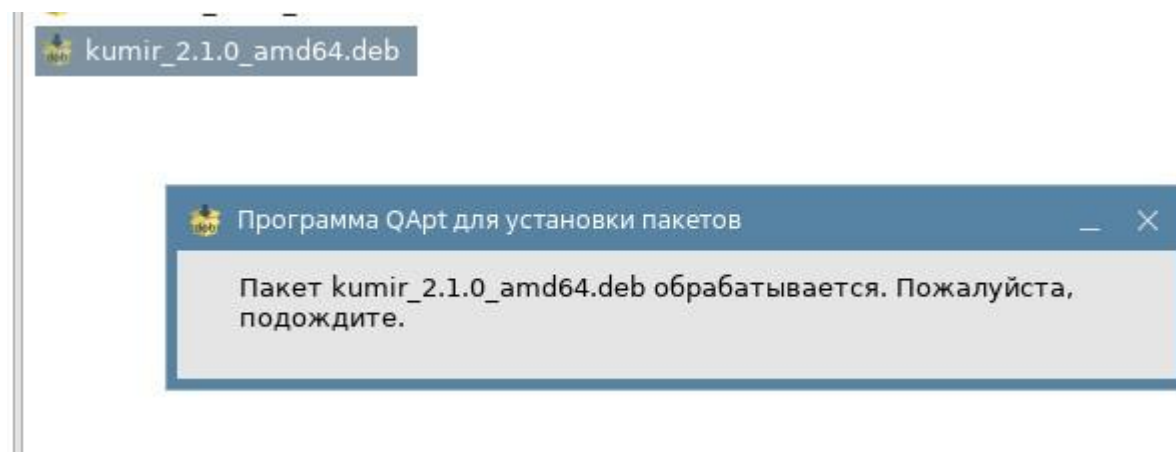 kumir_2.1.0_amd64.deb
Программа QApt для установки пакетов
Пакет kumir_2.1.0_amd64.deb обрабатывается. Пожалуйста,
подождите.